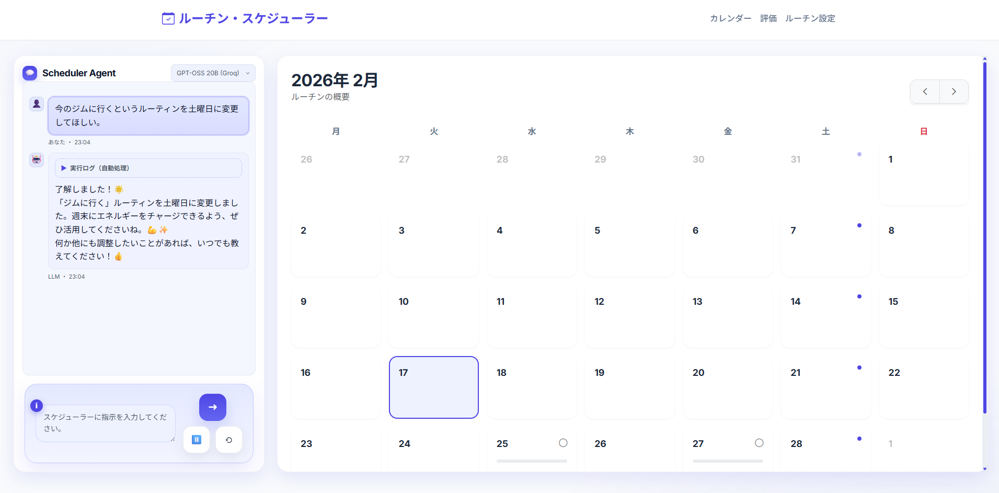 ルーチン・スケジューラー
カレンダー 評価 ルーチン設定
Scheduler Agent
GPT-OSS 20B (Groq)
今のジムに行くというルーティンを土曜日に変更
してほしい。
あなた • 23:04
▶ 実行ログ（自動処理）
了解しました！🌟
「ジムに行く」ルーティンを土曜日に変更しまし
た。週末にエネルギーをチャージできるよう、ぜ
ひ活用してくださいね。💪✨
何か他にも調整したいことがあれば、いつでも教
えてください！👍
LLM • 23:04
i
スケジューラーに指示を入力してくだ
さい。
2026年 2月
ルーチンの概要
月 火 水 木 金 土 日
26 27 28 29 30 31 1
2 3 4 5 6 7 8
9 10 11 12 13 14 15
16 17 18 19 20 21 22
23 24 25 26 27 28 1